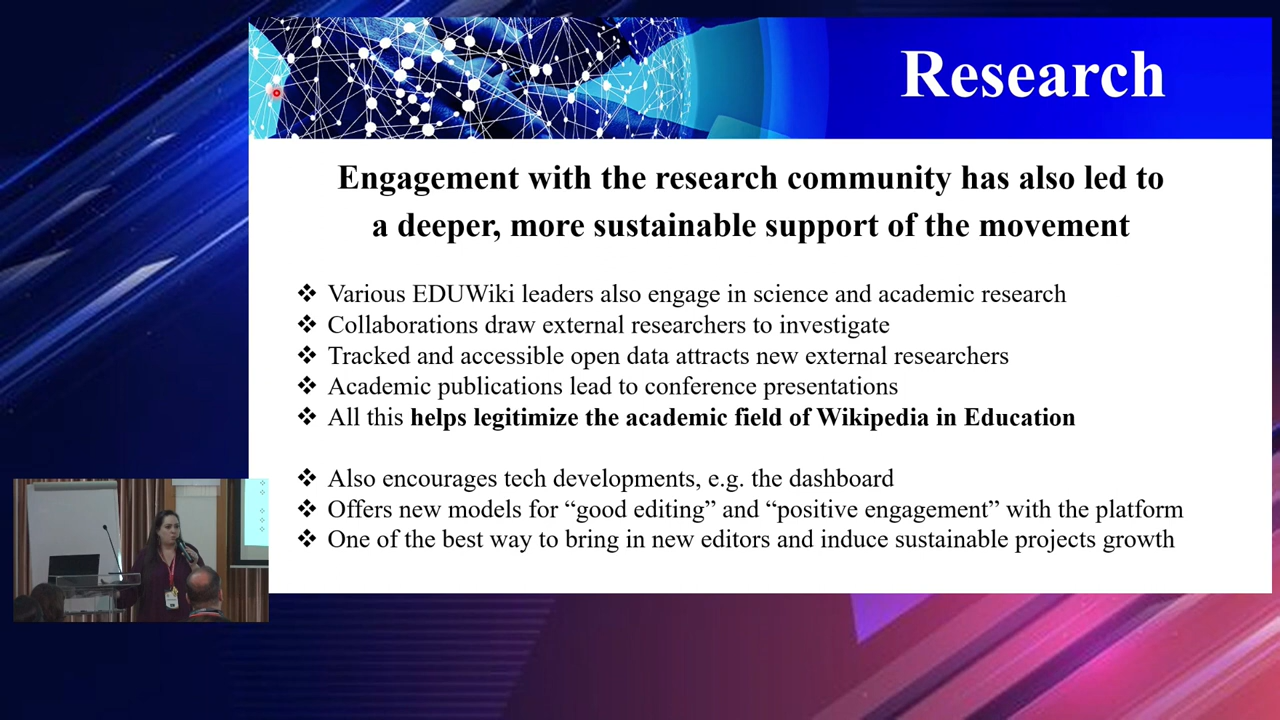 Research
Engagement with the research community has also led to
a deeper, more sustainable support of the movement
❖ Various EDUWiki leaders also engage in science and academic research
❖ Collaborations draw external researchers to investigate
❖ Tracked and accessible open data attracts new external researchers
❖ Academic publications lead to conference presentations
❖ All this helps legitimize the academic field of Wikipedia in Education
❖ Also encourages tech developments, e.g. the dashboard
❖ Offers new models for “good editing” and “positive engagement” with the platform
❖ One of the best way to bring in new editors and induce sustainable projects growth